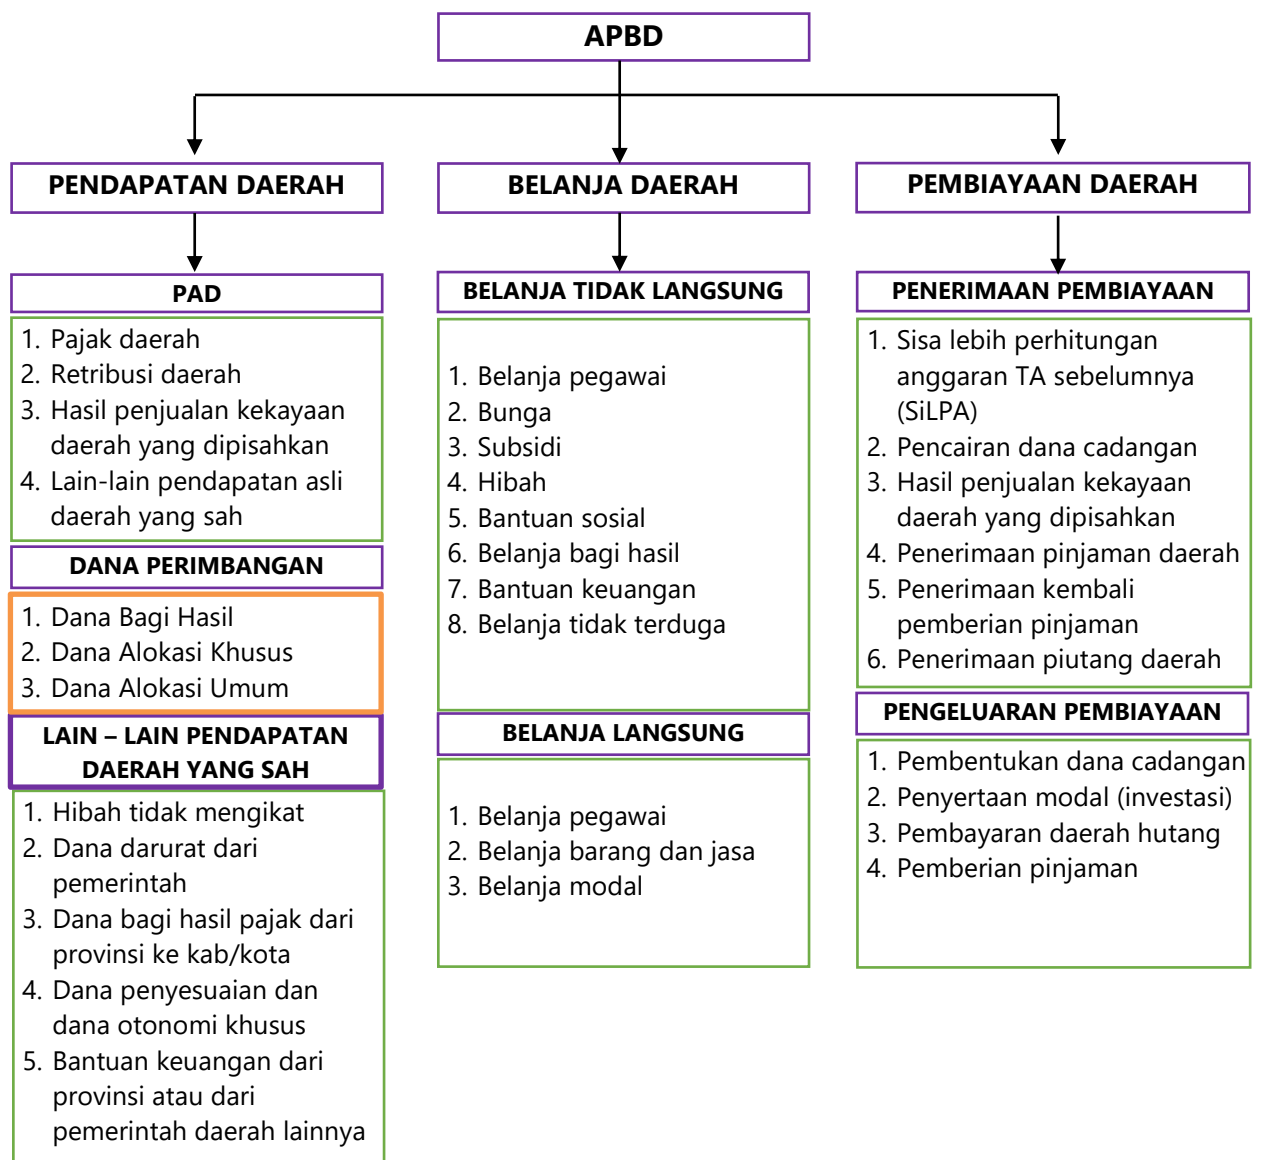 APBD
PENDAPATAN DAERAH
PAD
1. Pajak daerah
2. Retribusi daerah
3. Hasil penjualan kekayaan
daerah yang dipisahkan
4. Lain-lain pendapatan asli
daerah yang sah
DANA PERIMBANGAN
1. Dana Bagi Hasil
2. Dana Alokasi Khusus
3. Dana Alokasi Umum
LAIN – LAIN PENDAPATAN
DAERAH YANG SAH
1. Hibah tidak mengikat
2. Dana darurat dari
pemerintah
3. Dana bagi hasil pajak dari
provinsi ke kab/kota
4. Dana penyesuaian dan
dana otonomi khusus
5. Bantuan keuangan dari
provinsi atau dari
pemerintah daerah lainnya
BELANJA DAERAH
BELANJA TIDAK LANGSUNG
1. Belanja pegawai
2. Bunga
3. Subsidi
4. Hibah
5. Bantuan sosial
6. Belanja bagi hasil
7. Bantuan keuangan
8. Belanja tidak terduga
BELANJA LANGSUNG
1. Belanja pegawai
2. Belanja barang dan jasa
3. Belanja modal
PEMBIAYAAN DAERAH
PENERIMAAN PEMBIAYAAN
1. Sisa lebih perhitungan
anggaran TA sebelumnya
(SiLPA)
2. Pencairan dana cadangan
3. Hasil penjualan kekayaan
daerah yang dipisahkan
4. Penerimaan pinjaman daerah
5. Penerimaan kembali
pemberian pinjaman
6. Penerimaan piutang daerah
PENGELUARAN PEMBIAYAAN
1. Pembentukan dana cadangan
2. Penyertaan modal (investasi)
3. Pembayaran daerah hutang
4. Pemberian pinjaman